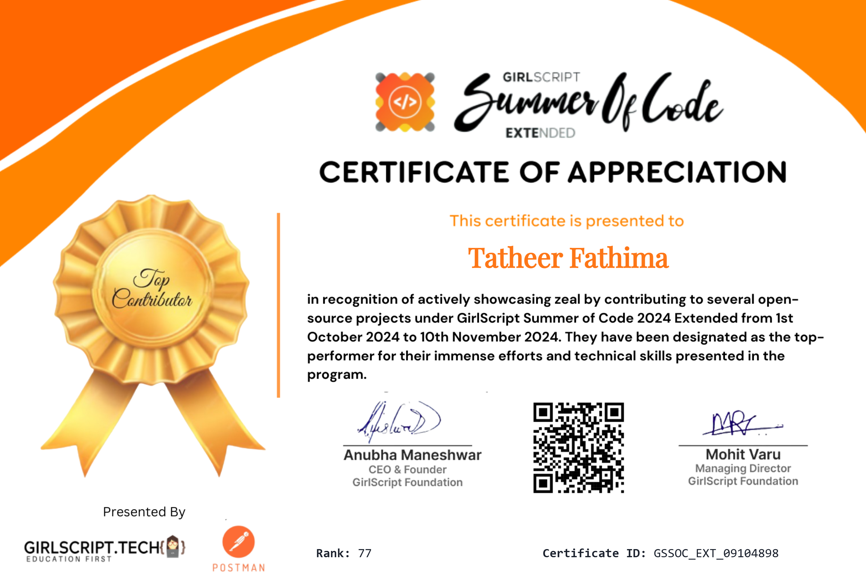 GIRLSCRIPT
Summer Of Code
EXTENDED
CERTIFICATE OF APPRECIATION
This certificate is presented to
Tatheer Fathima
Top
Contributor
in recognition of actively showcasing zeal by contributing to several open-
source projects under GirlScript Summer of Code 2024 Extended from 1st
October 2024 to 10th November 2024. They have been designated as the top-
performer for their immense efforts and technical skills presented in the
program.
Anubha Maneshwar
CEO & Founder
GirlScript Foundation
Mohit Varu
Managing Director
GirlScript Foundation
Presented By
GIRLSCRIPT.TECH
EDUCATION FIRST
POSTMAN
Rank: 77
Certificate ID: GSSOC_EXT_09104898